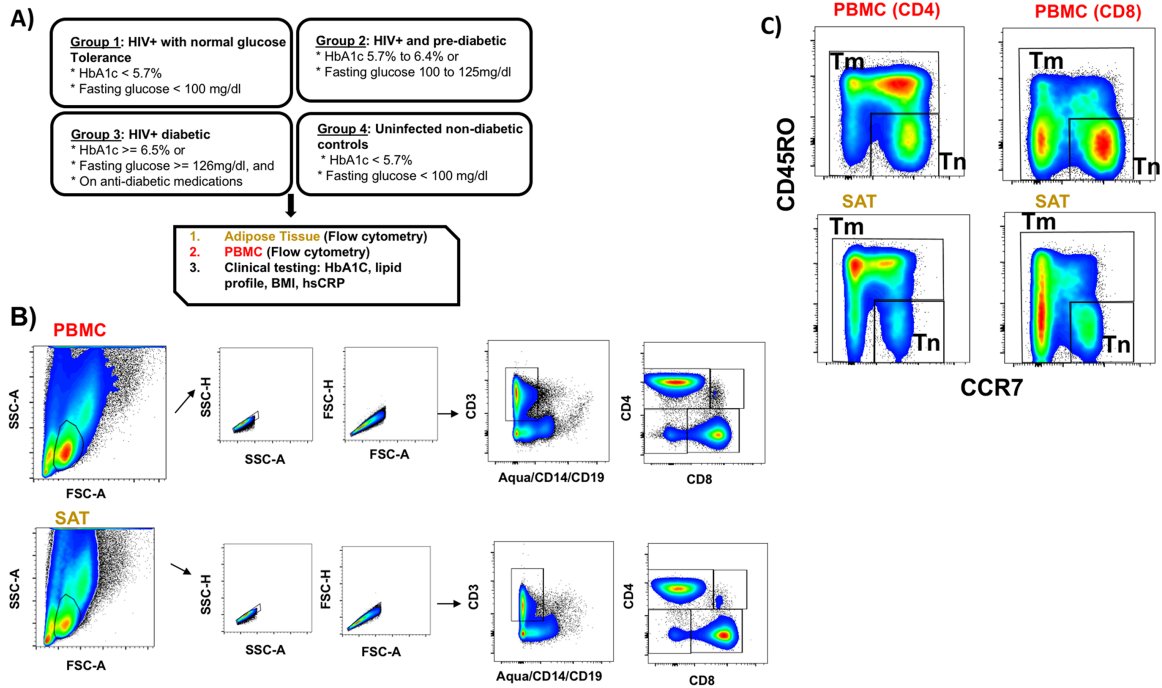 A)
Group 1: HIV+ with normal glucose
Tolerance
* HbA1c < 5.7%
* Fasting glucose < 100 mg/dl
Group 2: HIV+ and pre-diabetic
* HbA1c 5.7% to 6.4% or
* Fasting glucose 100 to 125mg/dl
Group 3: HIV+ diabetic
* HbA1c >= 6.5% or
* Fasting glucose >= 126mg/dl, and
* On anti-diabetic medications
Group 4: Uninfected non-diabetic
controls
* HbA1c < 5.7%
* Fasting glucose < 100 mg/dl
1. Adipose Tissue (Flow cytometry)
2. PBMC (Flow cytometry)
3. Clinical testing: HbA1C, lipid
profile, BMI, hsCRP
B)
PBMC
SSC-A
FSC-A
SSC-H
SSC-A
FSC-H
FSC-A
CD3
Aqua/CD14/CD19
CD4
CD8
SAT
SSC-A
FSC-A
SSC-H
SSC-A
FSC-H
FSC-A
CD3
Aqua/CD14/CD19
CD4
CD8
C)
PBMC (CD4)
PBMC (CD8)
Tm
Tn
Tm
Tn
CD45RO
SAT
SAT
Tm
Tn
Tm
Tn
CCR7